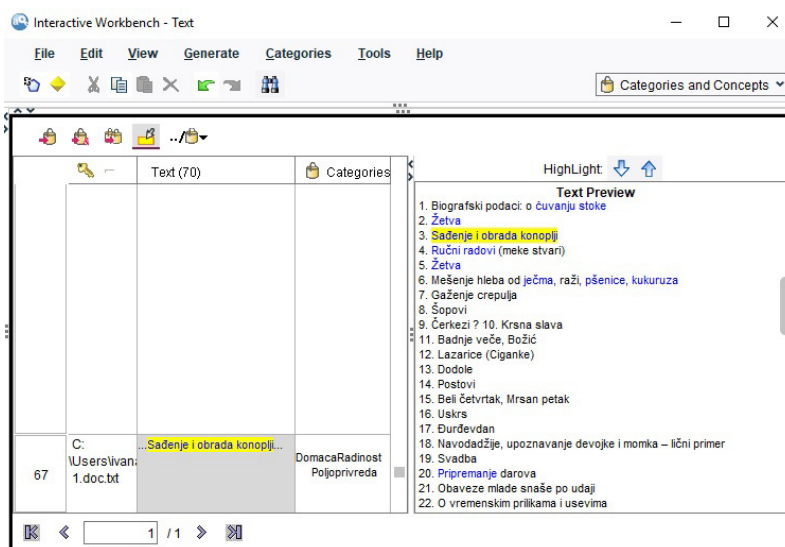 Interactive Workbench - Text
File Edit View Generate Categories Tools Help
Categories and Concepts
../
Text (70)
Categories
HighLight:
Text Preview
1. Biografski podaci: o čuvanju stoke
2. Žetva
3. Sađenje i obrada konoplji
4. Ručni radovi (meke stvari)
5. Žetva
6. Mešenje hleba od ječma, raži, pšenice, kukuruza
7. Gaženje crepulja
8. Šopovi
9. Čerkezi ? 10. Krsna slava
11. Badnje veče, Božić
12. Lazarice (Ciganke)
13. Dodole
14. Postovi
15. Beli četvrtak, Mrsan petak
16. Uskrs
17. Đurđevdan
18. Navodadžije, upoznavanje devojke i momka – lični primer
19. Svadba
20. Pripremanje darova
21. Obaveze mlade snaše po udaji
22. O vremenskim prilikama i usevima
67
C:
\Users\ivana
1.doc.txt
...Sađenje i obrada konoplji...
DomacaRadinost
Poljoprivreda
1 / 1